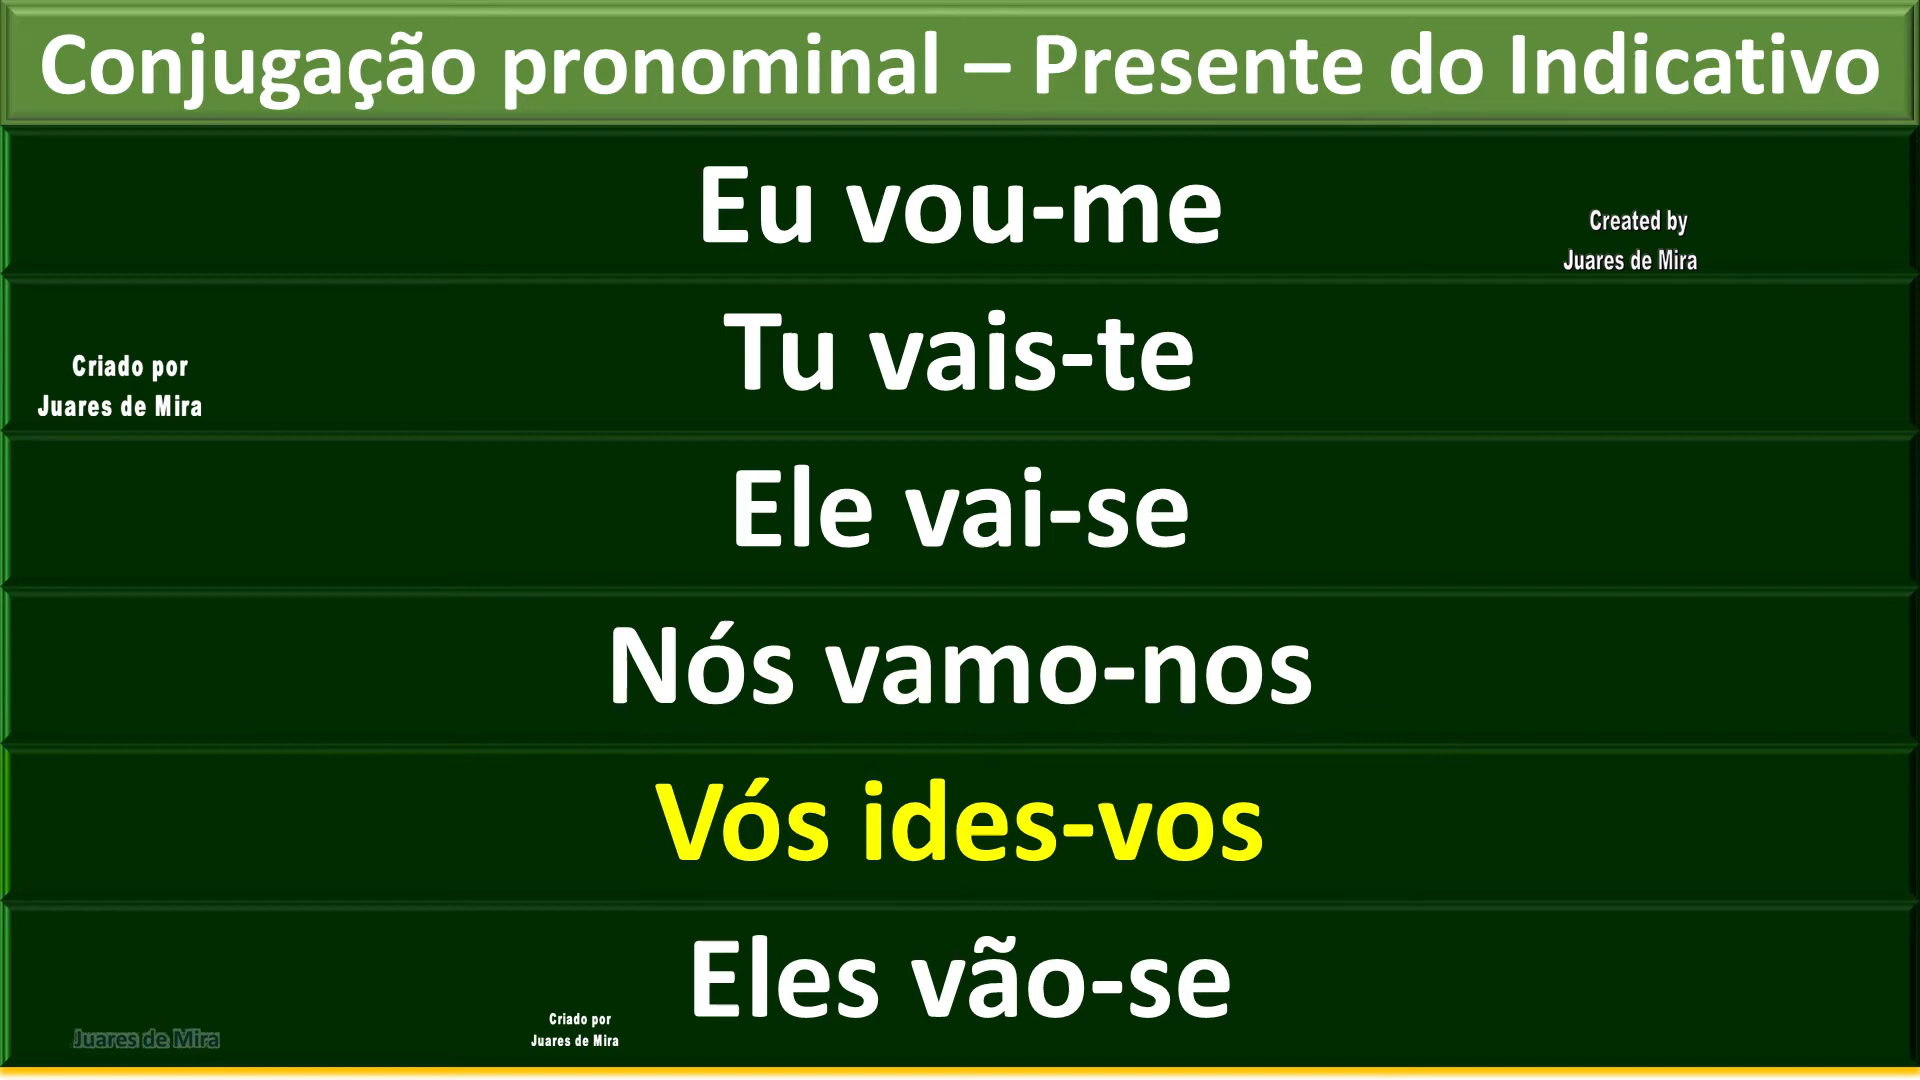 Conjugação pronominal – Presente do Indicativo
Eu vou-me
Created by
Juares de Mira
Tu vais-te
Criado por
Juares de Mira
Ele vai-se
Nós vamo-nos
Vós ides-vos
Eles vão-se
Criado por
Juares de Mira
Juares de Mira